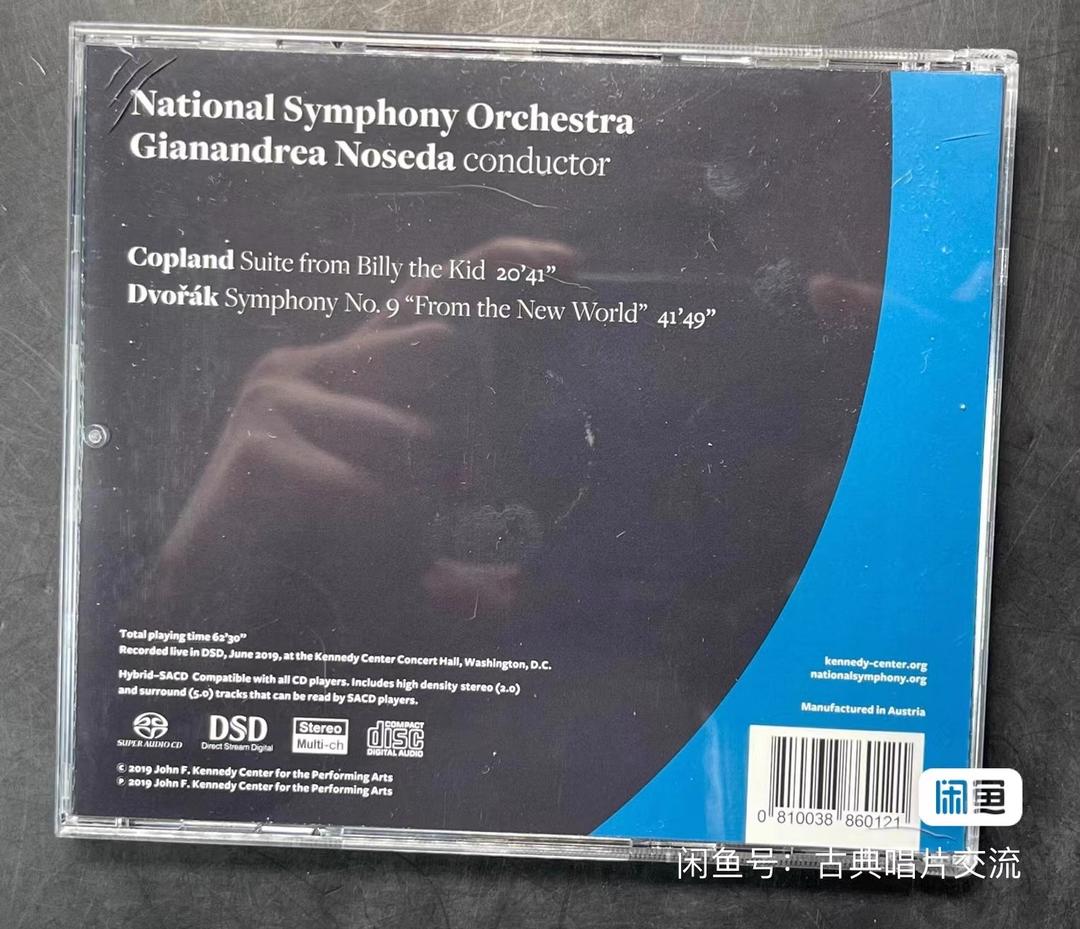 National Symphony Orchestra
Gianandrea Noseda conductor
Copland Suite from Billy the Kid 20’41”
Dvořák Symphony No. 9 “From the New World” 41’49”
Total playing time 62’30”
Recorded live in DSD, June 2019, at the Kennedy Center Concert Hall, Washington, D.C.
Hybrid–SACD Compatible with all CD players. Includes high density stereo (2.0)
and surround (5.0) tracks that can be read by SACD players.
SUPER AUDIO CD
DSD
Direct Stream Digital
Stereo
Multi-ch
COMPACT
disc
DIGITAL AUDIO
© 2019 John F. Kennedy Center for the Performing Arts
℗ 2019 John F. Kennedy Center for the Performing Arts
kennedy-center.org
nationalsymphony.org
Manufactured in Austria
0 810038 860121
闲鱼
闲鱼号：古典唱片交流